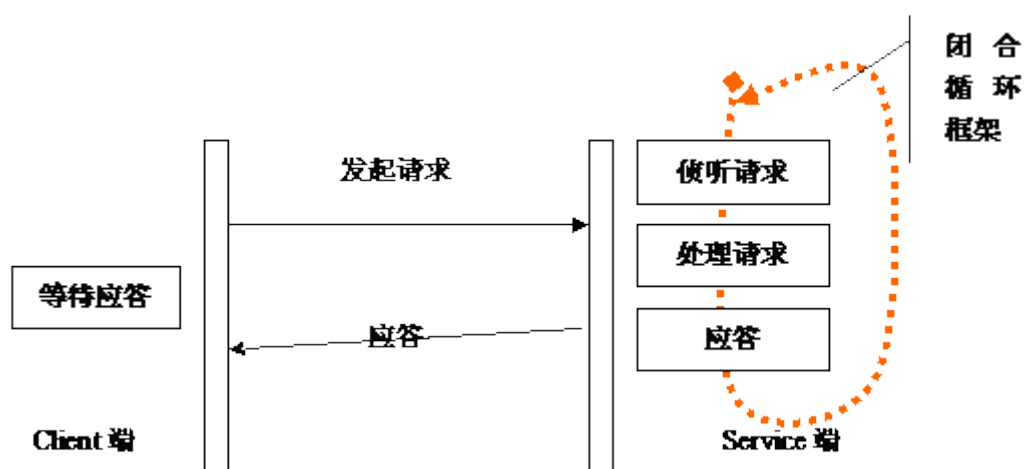 闭 合
循 环
框架
发起请求
侦听请求
处理请求
等待应答
应答
应答
Client 端
Service 端